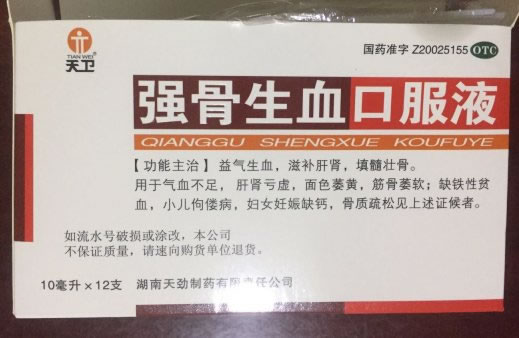 TIAN WEI
天卫
国药准字 Z20025155 OTC
强骨生血口服液
QIANGGU SHENGXUE KOUFUYE
【功能主治】益气生血，滋补肝肾，填髓壮骨。
用于气血不足，肝肾亏虚，面色萎黄，筋骨萎软；缺铁性贫
血，小儿佝偻病，妇女妊娠缺钙，骨质疏松见上述证候者。
如流水号破损或涂改，本公司
不保证质量，请速向购货单位退货。
10毫升×12支 湖南天劲制药有限责任公司